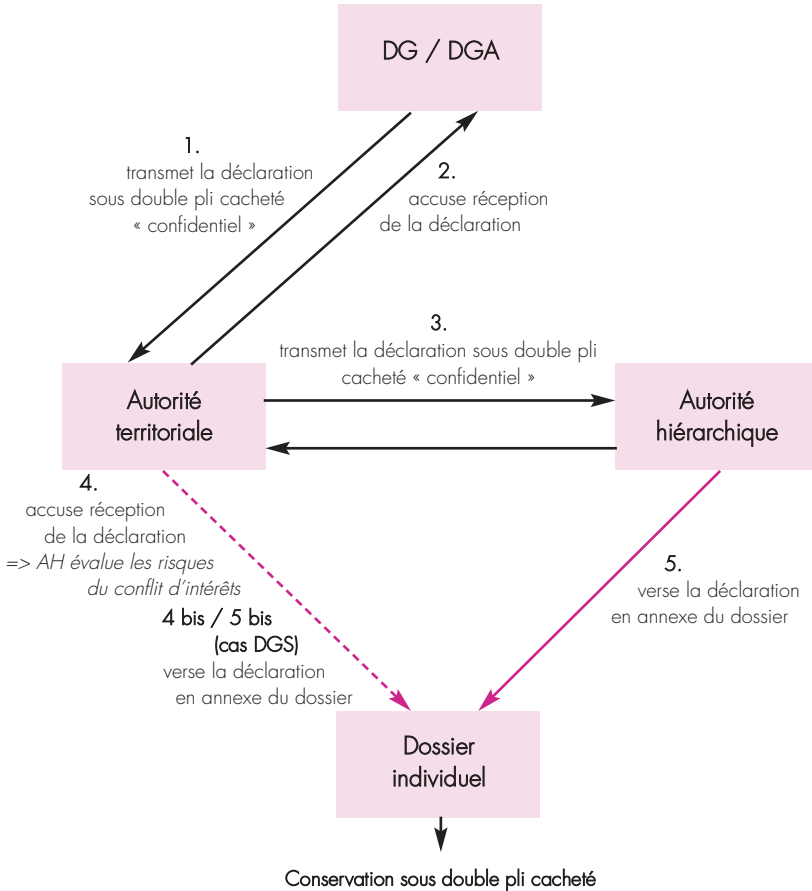 DG / DGA
1.
transmet la déclaration
sous double pli cacheté
« confidentiel »
2.
accuse réception
de la déclaration
3.
transmet la déclaration sous double pli
cacheté « confidentiel »
Autorité
territoriale
Autorité
hiérarchique
4.
accuse réception
de la déclaration
=> AH évalue les risques
du conflit d’intérêts
4 bis / 5 bis
(cas DGS)
verse la déclaration
en annexe du dossier
5.
verse la déclaration
en annexe du dossier
Dossier
individuel
Conservation sous double pli cacheté